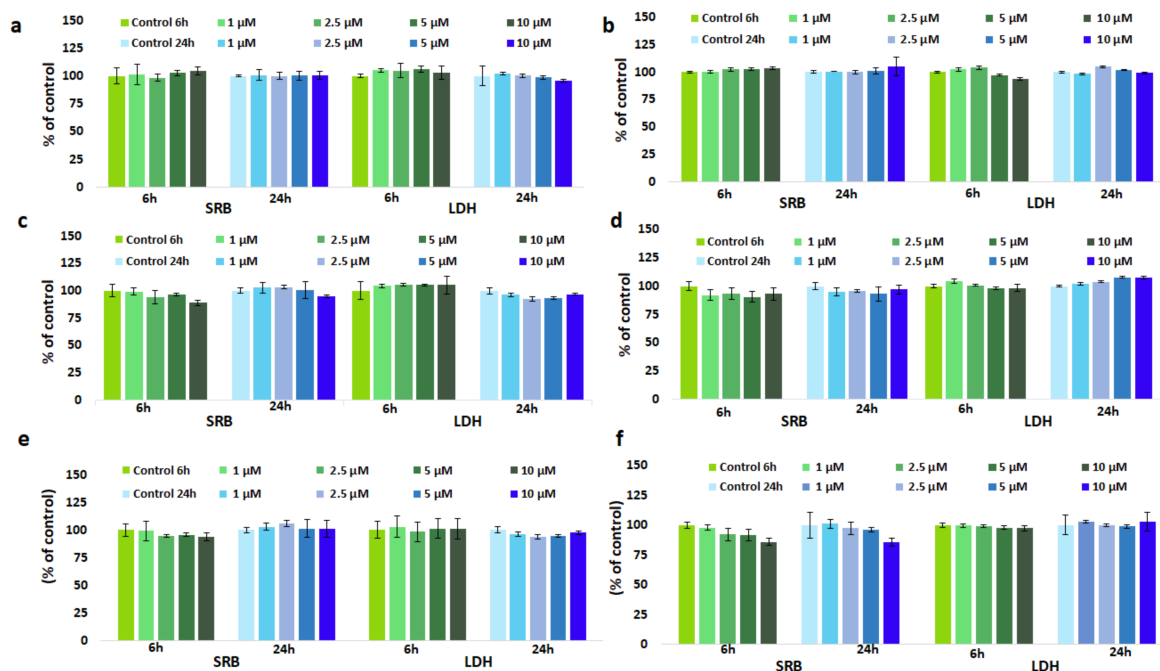 a
Control 6h 1 µM 2.5 µM 5 µM 10 µM
Control 24h 1 µM 2.5 µM 5 µM 10 µM
% of control
150
125
100
75
50
25
0
6h 24h 6h 24h
SRB LDH
b
Control 6h 1 µM 2.5 µM 5 µM 10 µM
Control 24h 1 µM 2.5 µM 5 µM 10 µM
% of control
150
125
100
75
50
25
0
6h 24h 6h 24h
SRB LDH
c
Control 6h 1 µM 2.5 µM 5 µM 10 µM
Control 24h 1 µM 2.5 µM 5 µM 10 µM
% of control
150
125
100
75
50
25
0
6h 24h 6h 24h
SRB LDH
d
Control 6h 1 µM 2.5 µM 5 µM 10 µM
Control 24h 1 µM 2.5 µM 5 µM 10 µM
% of control
150
125
100
75
50
25
0
6h 24h 6h 24h
SRB LDH
e
Control 6h 1 µM 2.5 µM 5 µM 10 µM
Control 24h 1 µM 2.5 µM 5 µM 10 µM
(% of control)
150
125
100
75
50
25
0
6h 24h 6h 24h
SRB LDH
f
Control 6h 1 µM 2.5 µM 5 µM 10 µM
Control 24h 1 µM 2.5 µM 5 µM 10 µM
(% of control)
150
125
100
75
50
25
0
6h 24h 6h 24h
SRB LDH